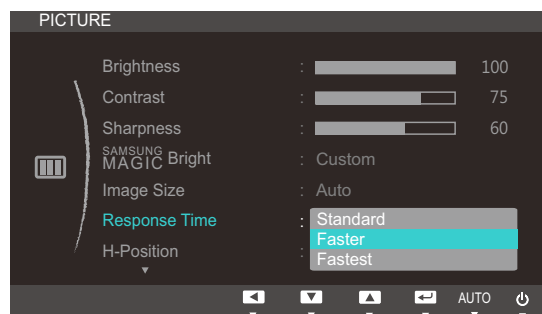 PICTURE
Brightness : 100
Contrast : 75
Sharpness : 60
SAMSUNG MAGIC Bright : Custom
Image Size : Auto
Response Time : Standard
Faster
H-Position : Fastest
AUTO